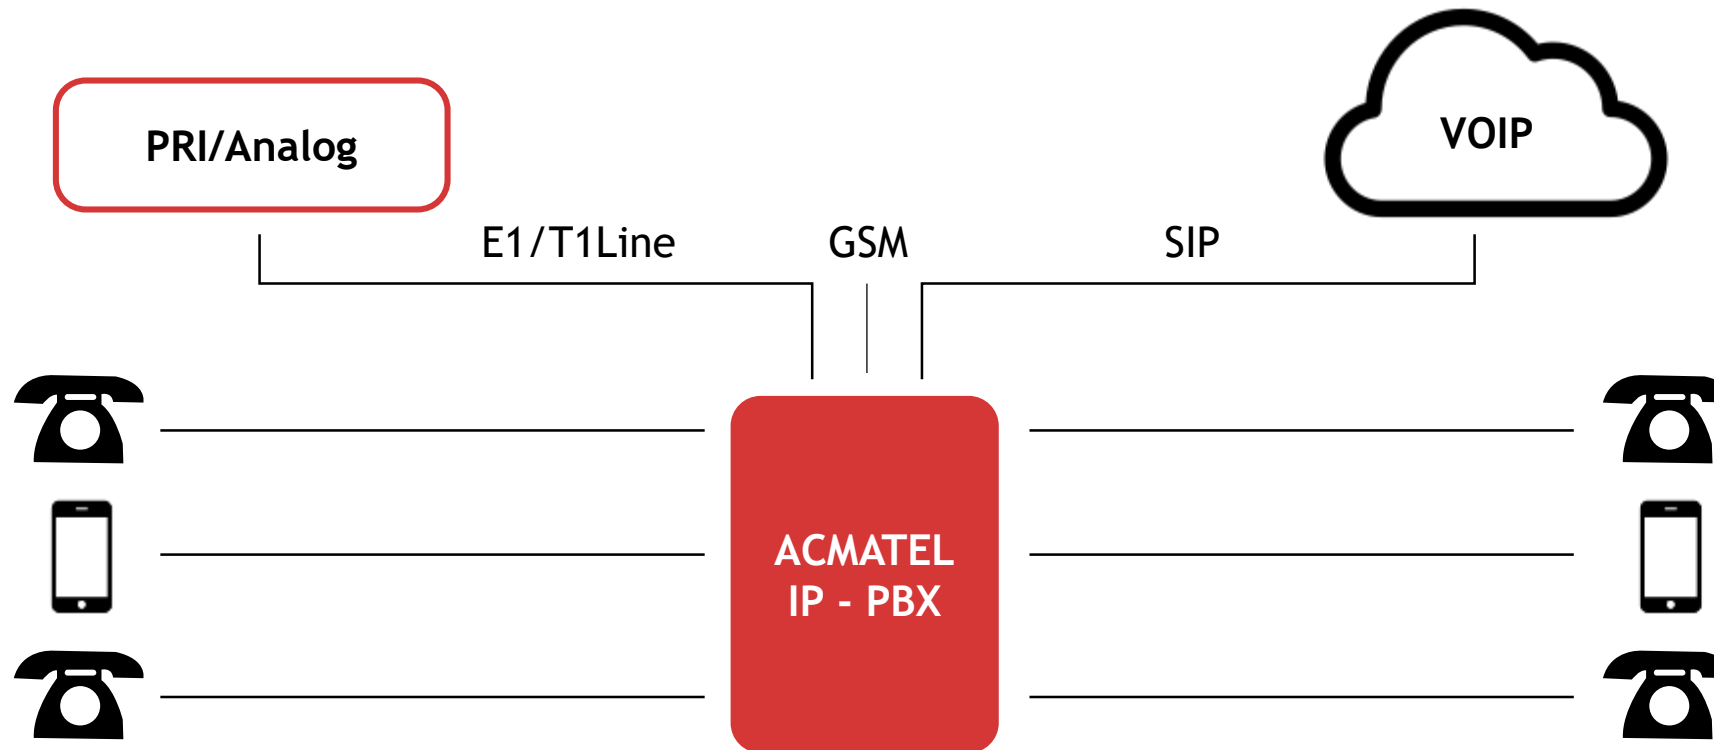 PRI/Analog
VOIP
E1/T1Line
GSM
SIP
ACMATEL
IP - PBX